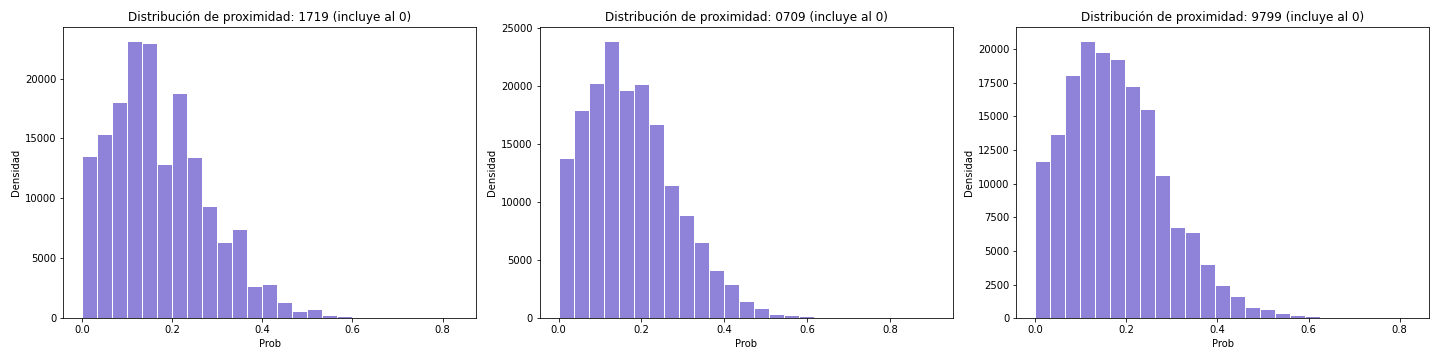 Distribución de proximidad: 1719 (incluye al 0)
Densidad
20000
15000
10000
5000
0
0.0 0.2 0.4 0.6 0.8
Prob
Distribución de proximidad: 0709 (incluye al 0)
Densidad
25000
20000
15000
10000
5000
0
0.0 0.2 0.4 0.6 0.8
Prob
Distribución de proximidad: 9799 (incluye al 0)
Densidad
20000
17500
15000
12500
10000
7500
5000
2500
0
0.0 0.2 0.4 0.6 0.8
Prob